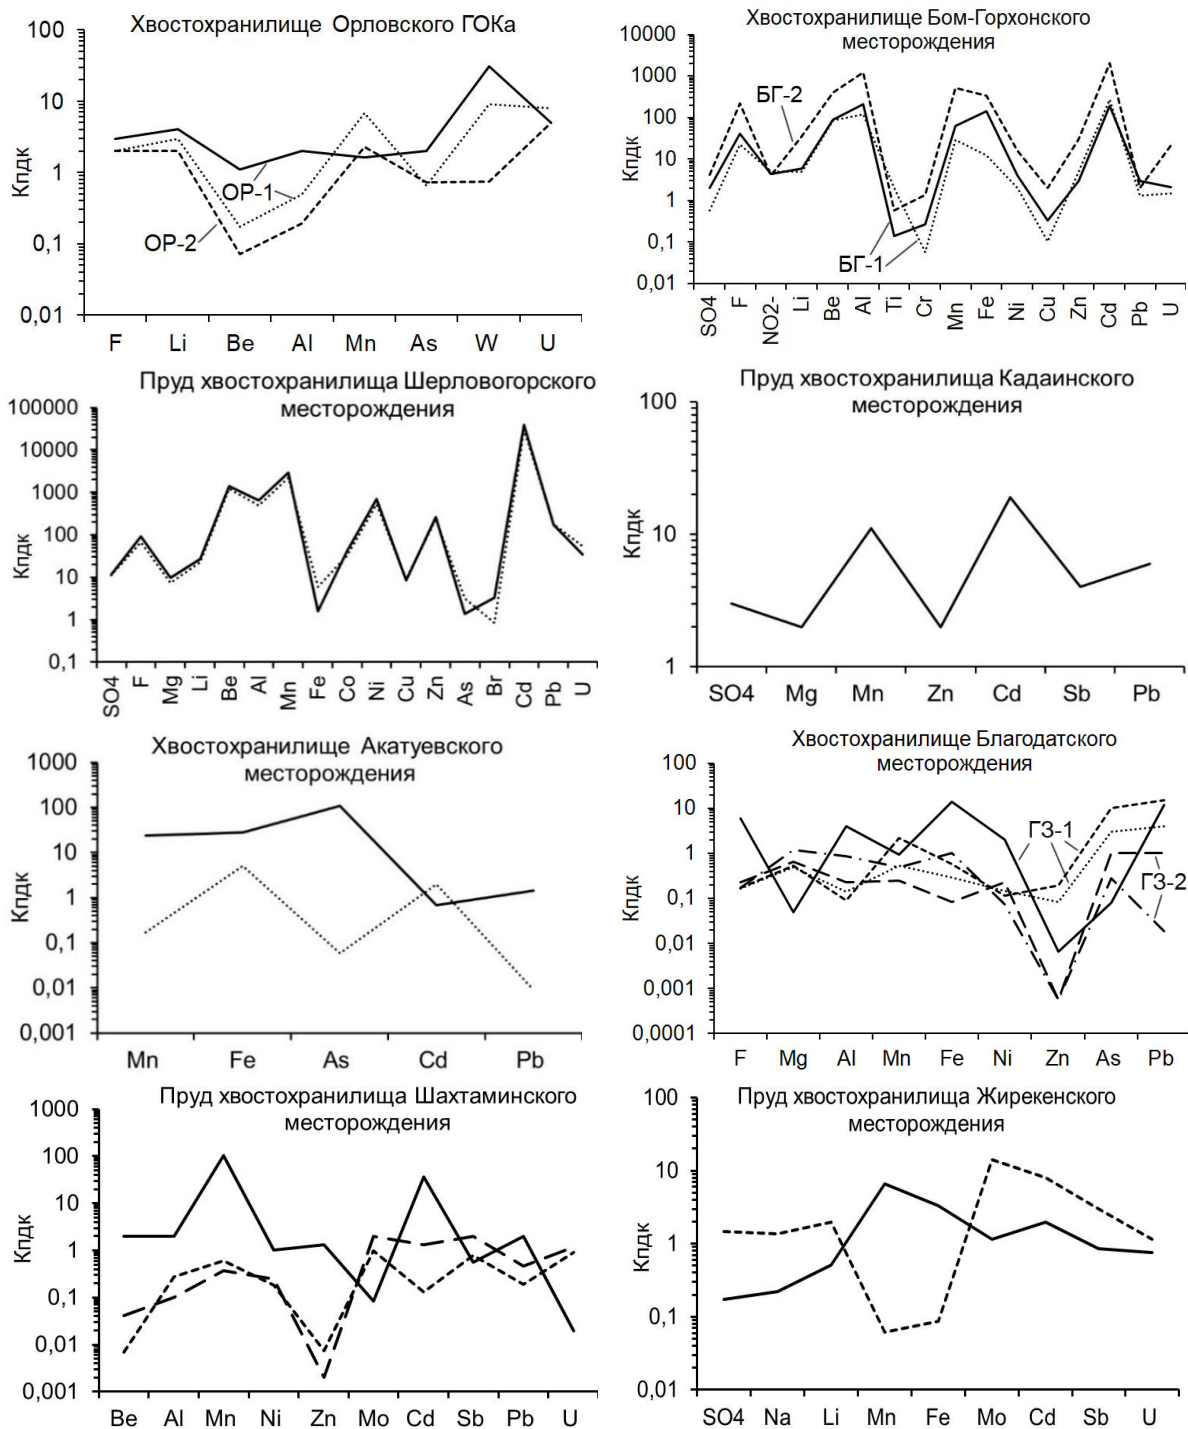 Хвостохранилище Орловского ГОКа
Кпдк
100
10
1
0,1
0,01
ОР-1
ОР-2
F Li Be Al Mn As W U
Хвостохранилище Бом-Горхонского
месторождения
Кпдк
10000
1000
100
10
1
0,1
0,01
БГ-2
БГ-1
SO4 F NO2- Li Be Al Ti Cr Mn Fe Ni Cu Zn Cd Pb U
Пруд хвостохранилища Шерловогорского
месторождения
Кпдк
100000
10000
1000
100
10
1
0,1
SO4 F Mg Li Be Al Mn Fe Co Ni Cu Zn As Br Cd Pb U
Пруд хвостохранилища Кадаинского
месторождения
Кпдк
100
10
1
SO4 Mg Mn Zn Cd Sb Pb
Хвостохранилище Акатуевского
месторождения
Кпдк
1000
100
10
1
0,1
0,01
0,001
Mn Fe As Cd Pb
Хвостохранилище Благодатского
месторождения
Кпдк
100
10
1
0,1
0,01
0,001
0,0001
ГЗ-1
ГЗ-2
F Mg Al Mn Fe Ni Zn As Pb
Пруд хвостохранилища Шахтаминского
месторождения
Кпдк
1000
100
10
1
0,1
0,01
0,001
Be Al Mn Ni Zn Mo Cd Sb Pb U
Пруд хвостохранилища Жирекенского
месторождения
Кпдк
100
10
1
0,1
0,01
SO4 Na Li Mn Fe Mo Cd Sb U